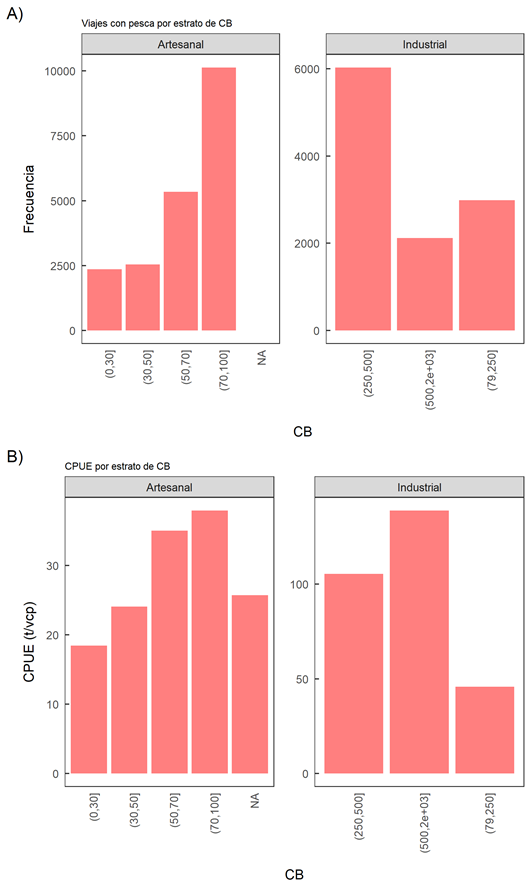 A)
Viajes con pesca por estrato de CB
Artesanal
Industrial
Frecuencia
10000
7500
5000
2500
0
6000
4000
2000
0
(0,30]
(30,50]
(50,70]
(70,100]
NA
(250,500]
(500,2e+03]
(79,250]
CB
B)
CPUE por estrato de CB
Artesanal
Industrial
CPUE (t/vcp)
30
20
10
0
100
50
0
(0,30]
(30,50]
(50,70]
(70,100]
NA
(250,500]
(500,2e+03]
(79,250]
CB